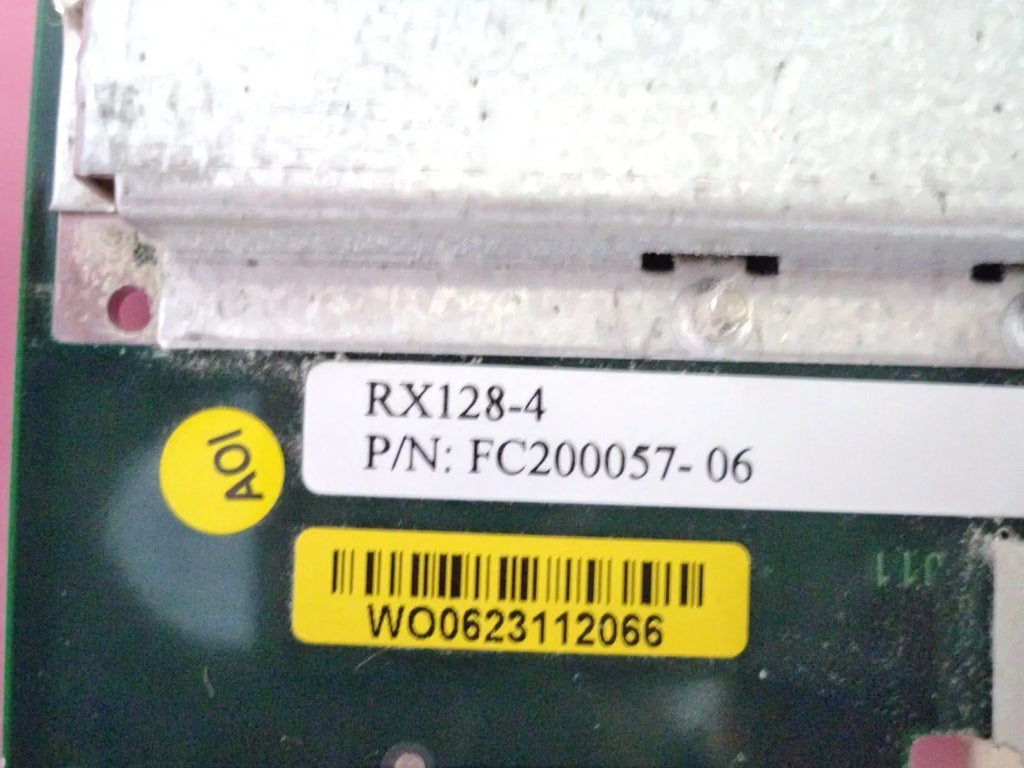 RX128-4
P/N: FC200057- 06
AOI
WO0623112066
J11